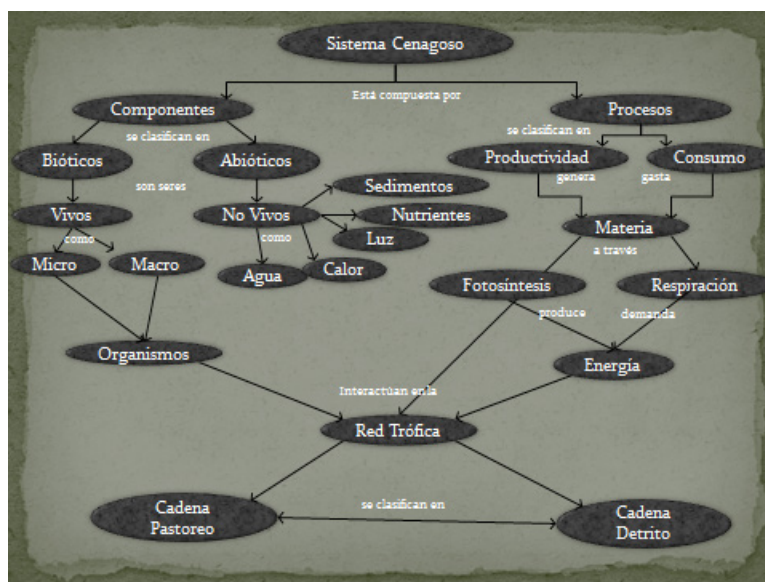 Sistema Cenagoso
Está compuesta por
Componentes
Procesos
se clasifican en
se clasifican en
Bióticos
Abióticos
Productividad
Consumo
genera
gasta
son seres
Sedimentos
Vivos
No Vivos
Nutrientes
Materia
como
como
Luz
a través
Micro
Macro
Agua
Calor
Fotosíntesis
Respiración
produce
demanda
Organismos
Energía
Interactúan en la
Red Trófica
Cadena
Pastoreo
se clasifican en
Cadena
Detrito